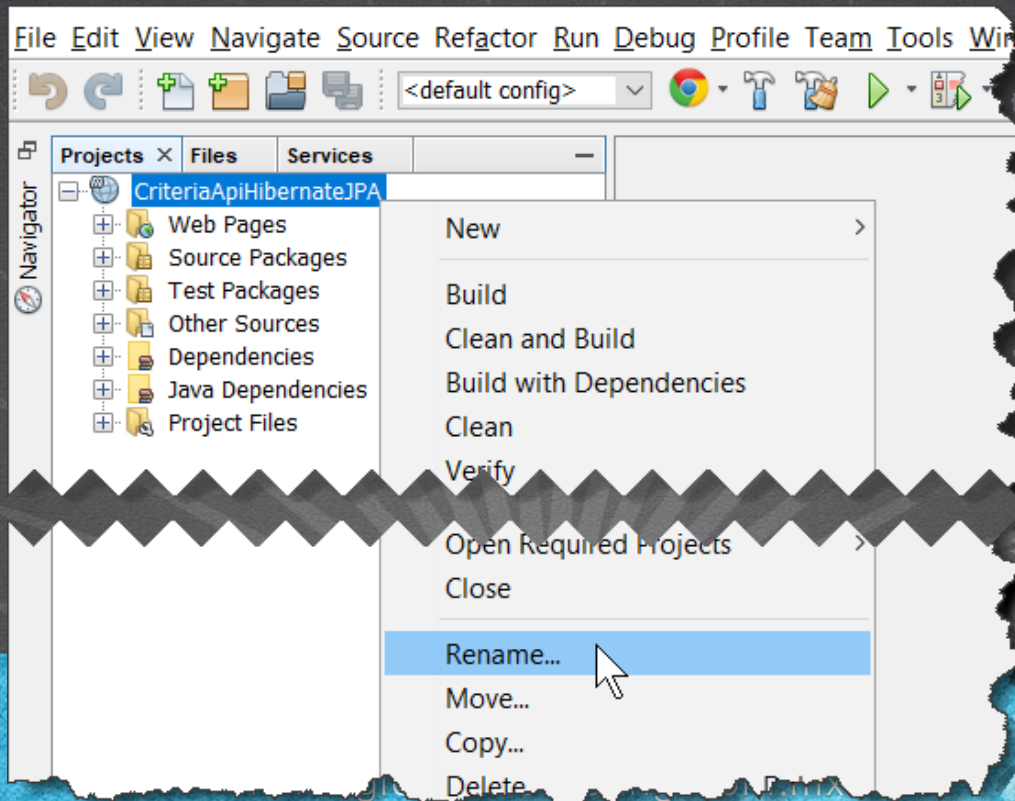 File Edit View Navigate Source Refactor Run Debug Profile Team Tools
<default config>
Projects Files Services
Navigator
CriteriaApiHibernateJPA
Web Pages
Source Packages
Test Packages
Other Sources
Dependencies
Java Dependencies
Project Files
New
Build
Clean and Build
Build with Dependencies
Clean
Verify
Open Required Projects
Close
Rename...
Move...
Copy...
Delete